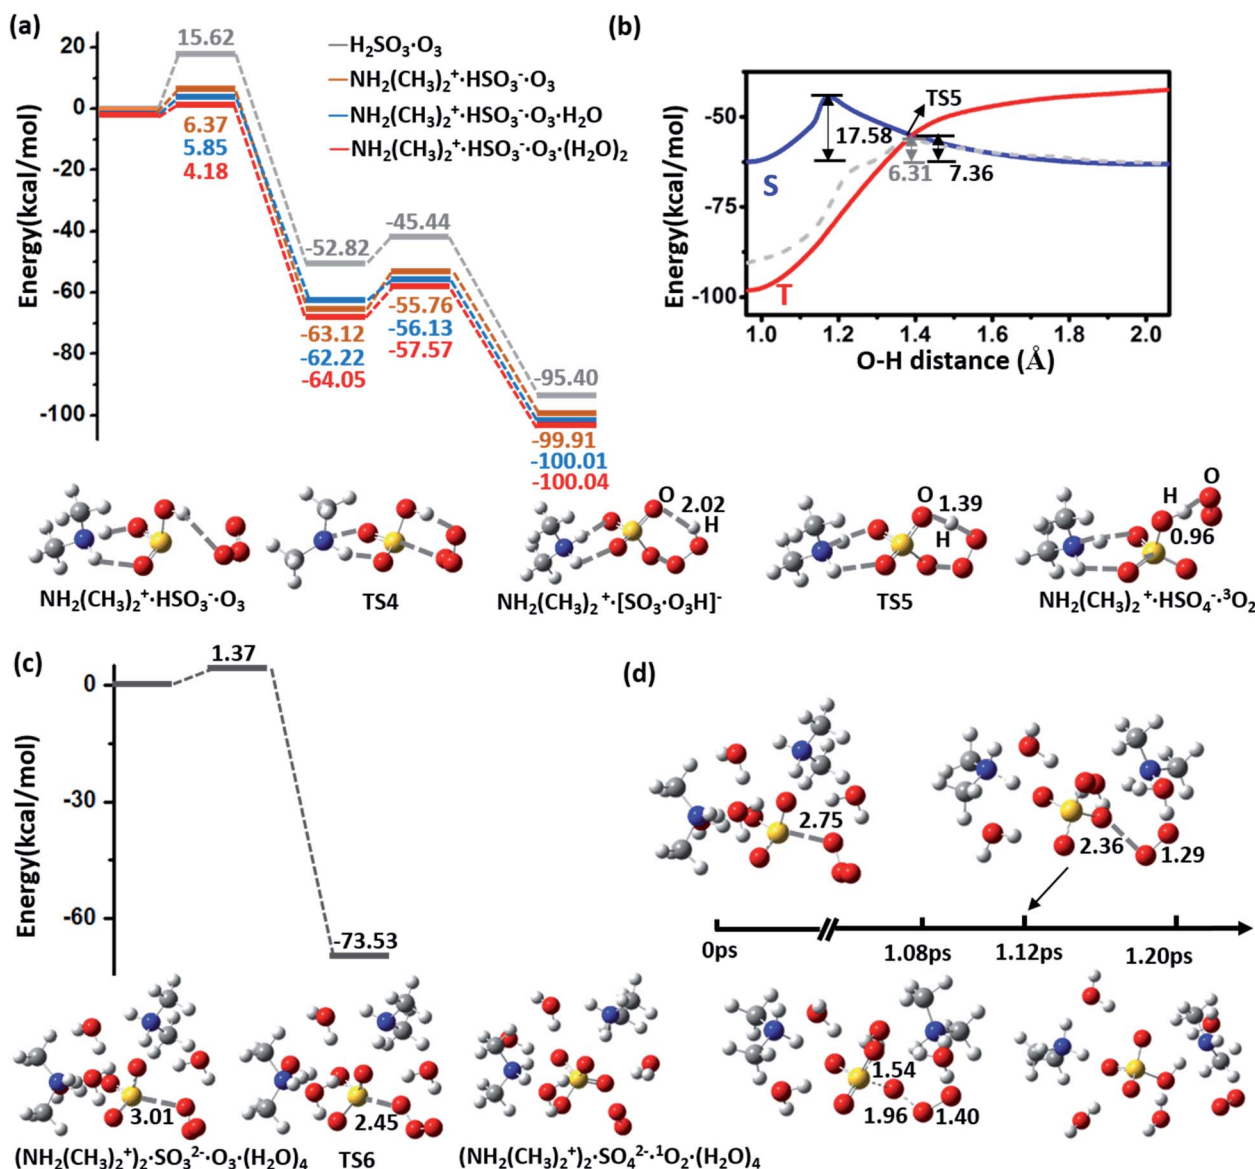 (a)
15.62
H₂SO₃·O₃
NH₂(CH₃)₂⁺·HSO₃⁻·O₃
NH₂(CH₃)₂⁺·HSO₃⁻·O₃·H₂O
NH₂(CH₃)₂⁺·HSO₃⁻·O₃·(H₂O)₂
20
0
-20
-40
-60
-80
-100
Energy(kcal/mol)
6.37
5.85
4.18
-52.82
-45.44
-63.12
-62.22
-64.05
-55.76
-56.13
-57.57
-95.40
-99.91
-100.01
-100.04
(b)
TS5
17.58
6.31
7.36
S
T
-50
-75
-100
Energy(kcal/mol)
1.0
1.2
1.4
1.6
1.8
2.0
O-H distance (Å)
O
2.02
H
O
1.39
H
O
H
0.96
NH₂(CH₃)₂⁺·HSO₃⁻·O₃
TS4
NH₂(CH₃)₂⁺·[SO₃·O₃H]⁻
TS5
NH₂(CH₃)₂⁺·HSO₄⁻·³O₂
(c)
1.37
0
-30
-60
Energy(kcal/mol)
-73.53
3.01
2.45
(NH₂(CH₃)₂⁺)₂·SO₃²⁻·O₃·(H₂O)₄
TS6
(NH₂(CH₃)₂⁺)₂·SO₄²⁻·¹O₂·(H₂O)₄
(d)
2.75
2.36
1.29
0ps
1.08ps
1.12ps
1.20ps
1.54
1.96
1.40